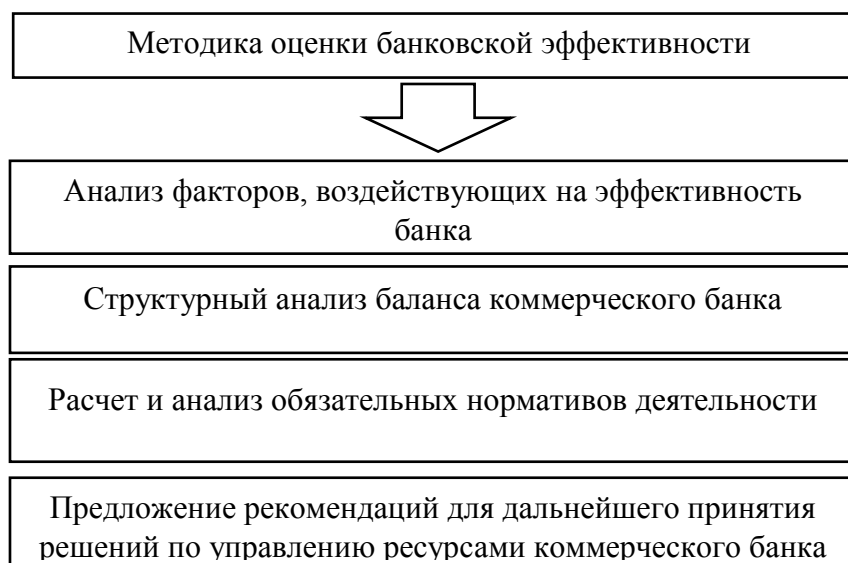 Методика оценки банковской эффективности
Анализ факторов, воздействующих на эффективность
банка
Структурный анализ баланса коммерческого банка
Расчет и анализ обязательных нормативов деятельности
Предложение рекомендаций для дальнейшего принятия
решений по управлению ресурсами коммерческого банка